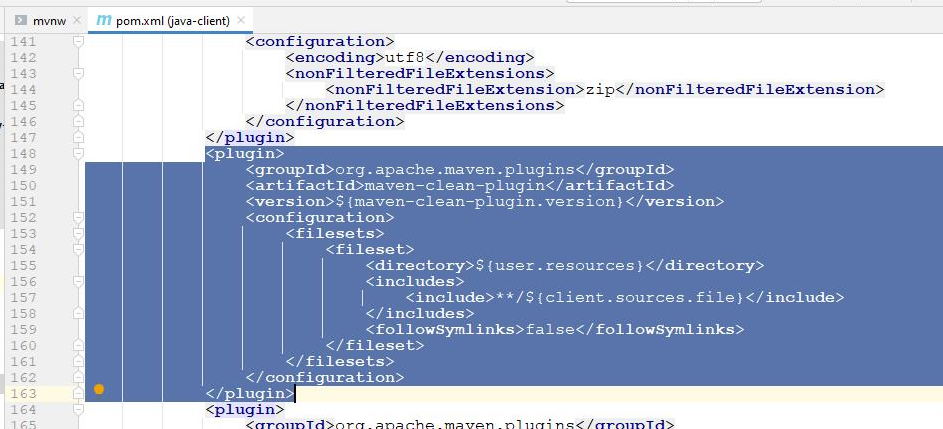 mvnw
pom.xml (java-client)
141 <configuration>
142 <encoding>utf8</encoding>
143 <nonFilteredFileExtensions>
144 <nonFilteredFileExtension>zip</nonFilteredFileExtension>
145 </nonFilteredFileExtensions>
146 </configuration>
147 </plugin>
148 <plugin>
149 <groupId>org.apache.maven.plugins</groupId>
150 <artifactId>maven-clean-plugin</artifactId>
151 <version>${maven-clean-plugin.version}</version>
152 <configuration>
153 <filesets>
154 <fileset>
155 <directory>${user.resources}</directory>
156 <includes>
157 <include>**/${client.sources.file}</include>
158 </includes>
159 <followSymlinks>false</followSymlinks>
160 </fileset>
161 </filesets>
162 </configuration>
163 </plugin>
164 <plugin>
165 <groupId>org.apache.maven.plugins</groupId>